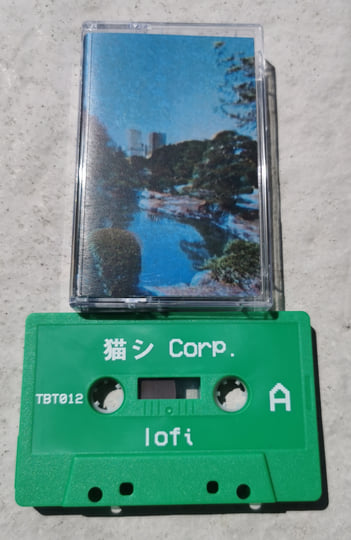 猫シ Corp.
TBT012
A
lofi